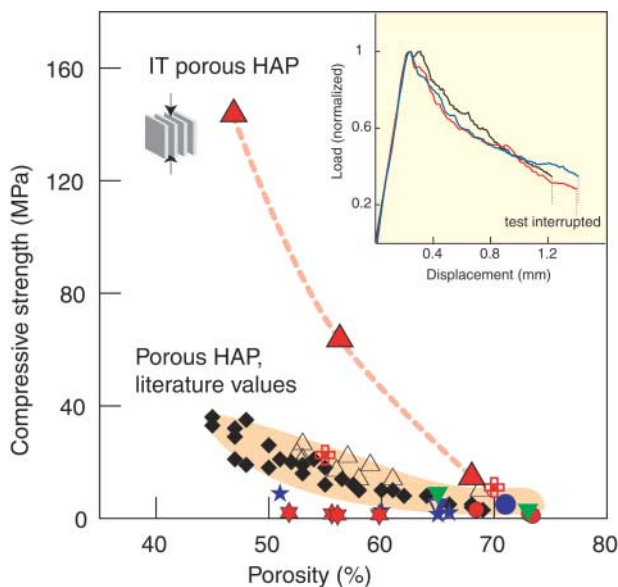 160
120
80
40
0
Compressive strength (MPa)
IT porous HAP
Porous HAP,
literature values
40
50
60
70
80
Porosity (%)
1
0.6
0.2
Load (normalized)
test interrupted
0.4
0.8
1.2
Displacement (mm)